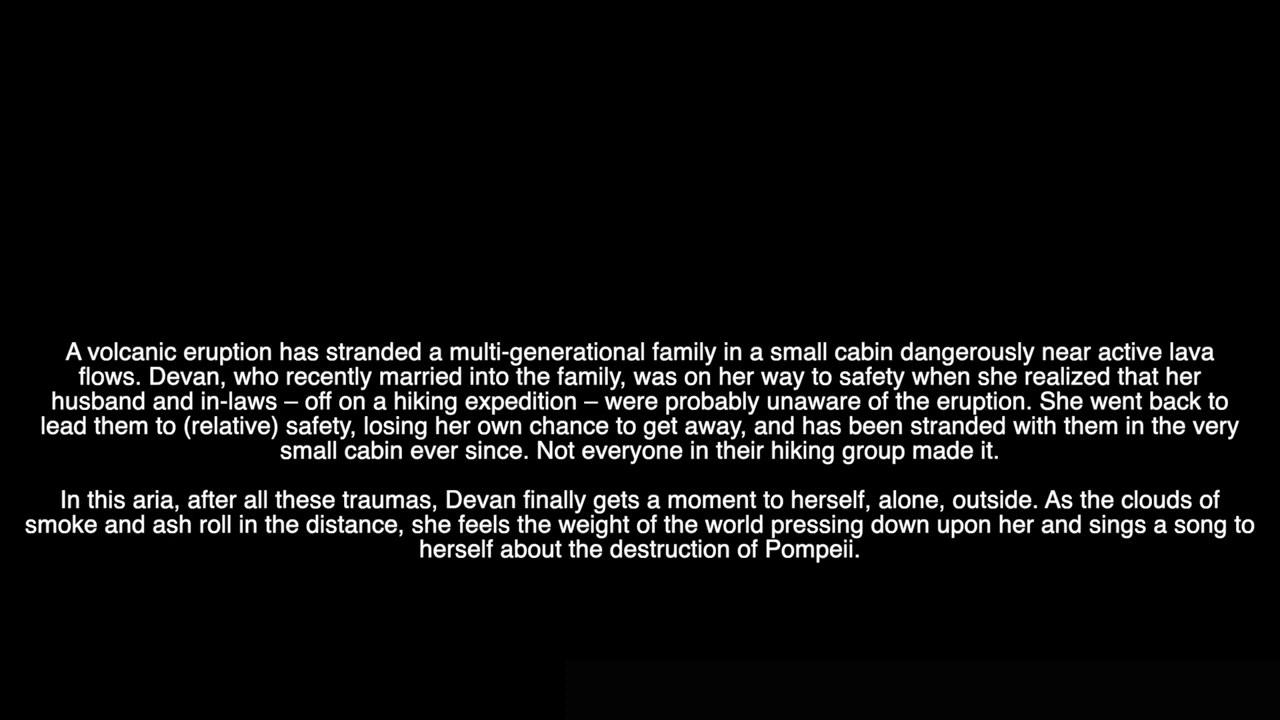 A volcanic eruption has stranded a multi-generational family in a small cabin dangerously near active lava
flows. Devan, who recently married into the family, was on her way to safety when she realized that her
husband and in-laws – off on a hiking expedition – were probably unaware of the eruption. She went back to
lead them to (relative) safety, losing her own chance to get away, and has been stranded with them in the very
small cabin ever since. Not everyone in their hiking group made it.
In this aria, after all these traumas, Devan finally gets a moment to herself, alone, outside. As the clouds of
smoke and ash roll in the distance, she feels the weight of the world pressing down upon her and sings a song to
herself about the destruction of Pompeii.